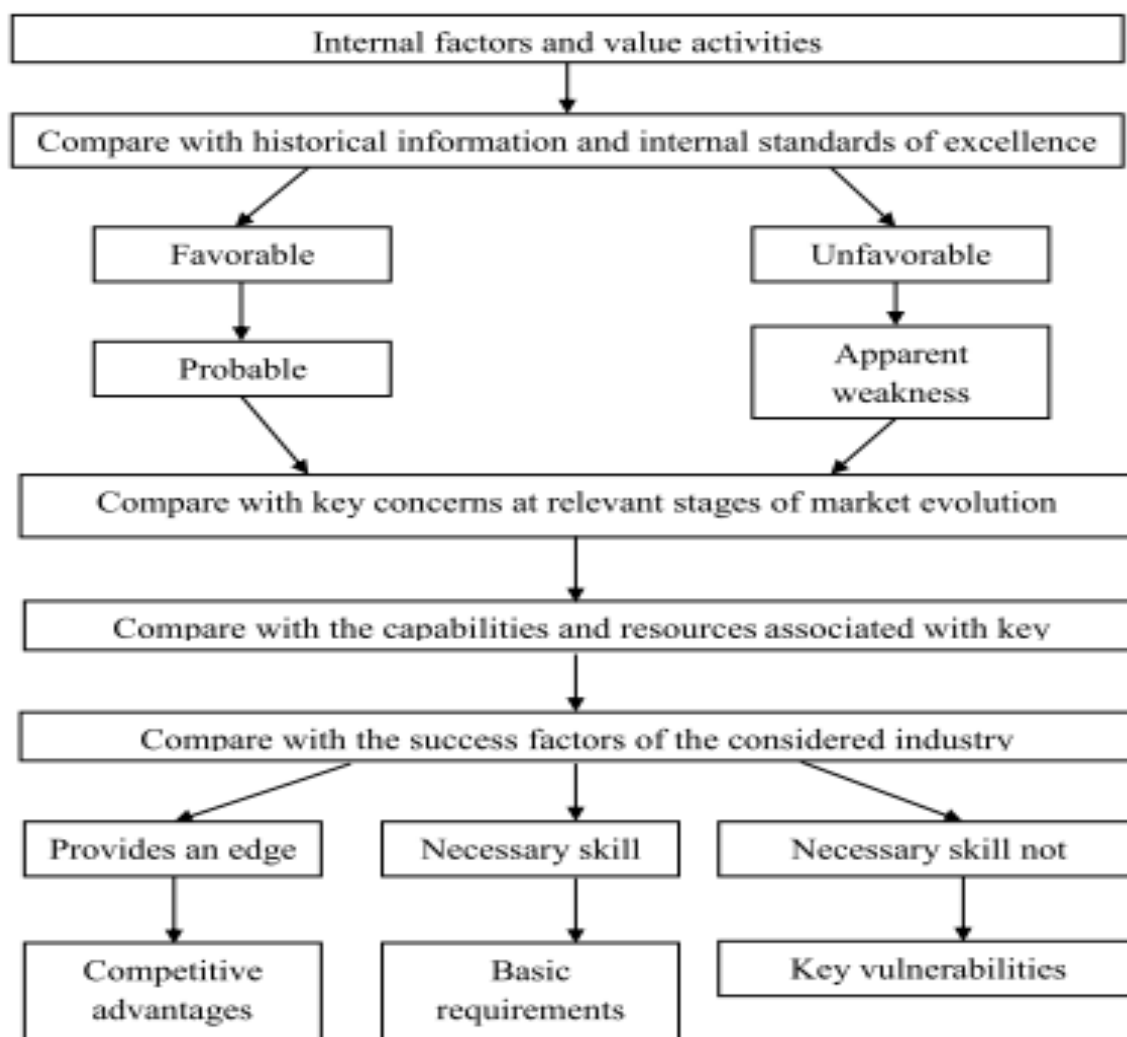 Internal factors and value activities
Compare with historical information and internal standards of excellence
Favorable
Unfavorable
Probable
Apparent
weakness
Compare with key concerns at relevant stages of market evolution
Compare with the capabilities and resources associated with key
Compare with the success factors of the considered industry
Provides an edge
Necessary skill
Necessary skill not
Competitive
advantages
Basic
requirements
Key vulnerabilities